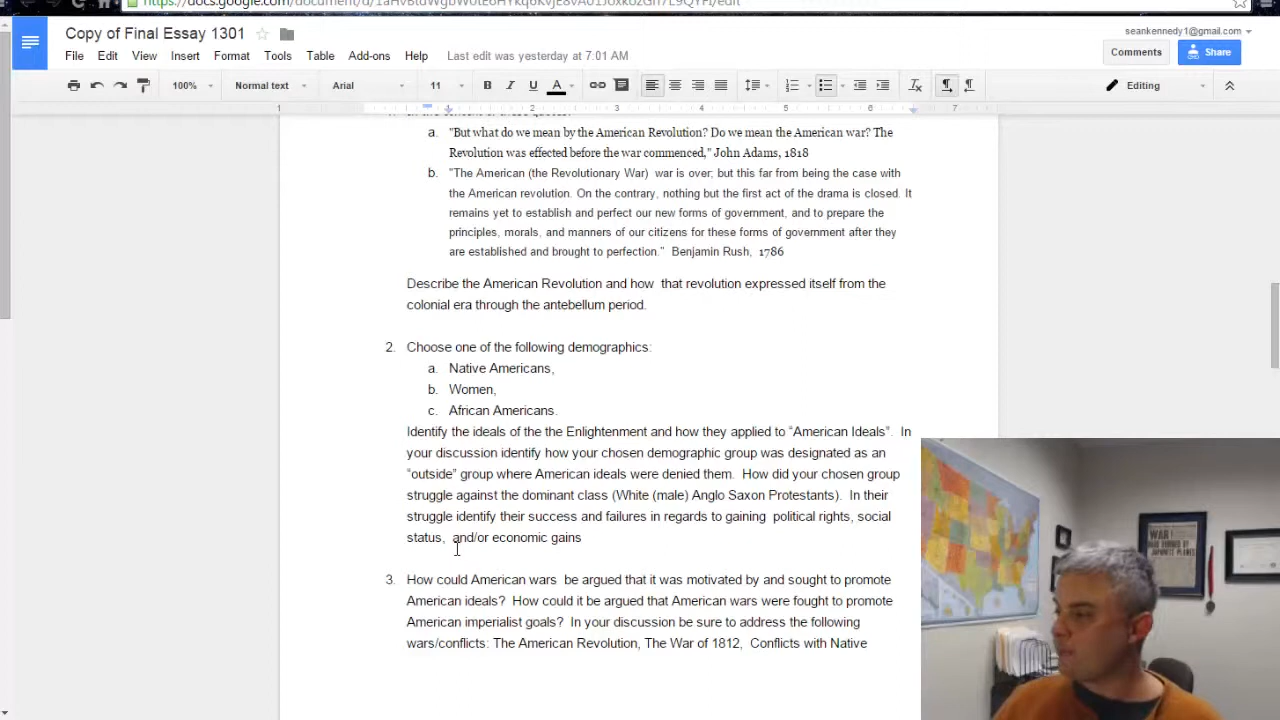 Copy of Final Essay 1301
seankennedy1@gmail.com
File Edit View Insert Format Tools Table Add-ons Help Last edit was yesterday at 7:01 AM
Comments Share
100% Normal text Arial 11 B I U A Editing
1 1 2 3 4 5 6 7
a. "But what do we mean by the American Revolution? Do we mean the American war? The
Revolution was effected before the war commenced," John Adams, 1818
b. "The American (the Revolutionary War) war is over; but this far from being the case with
the American revolution. On the contrary, nothing but the first act of the drama is closed. It
remains yet to establish and perfect our new forms of government, and to prepare the
principles, morals, and manners of our citizens for these forms of government after they
are established and brought to perfection." Benjamin Rush, 1786
Describe the American Revolution and how that revolution expressed itself from the
colonial era through the antebellum period.
2. Choose one of the following demographics:
a. Native Americans,
b. Women,
c. African Americans.
Identify the ideals of the the Enlightenment and how they applied to “American Ideals”. In
your discussion identify how your chosen demographic group was designated as an
“outside” group where American ideals were denied them. How did your chosen group
struggle against the dominant class (White (male) Anglo Saxon Protestants). In their
struggle identify their success and failures in regards to gaining political rights, social
status, and/or economic gains
3. How could American wars be argued that it was motivated by and sought to promote
American ideals? How could it be argued that American wars were fought to promote
American imperialist goals? In your discussion be sure to address the following
wars/conflicts: The American Revolution, The War of 1812, Conflicts with Native
WAR